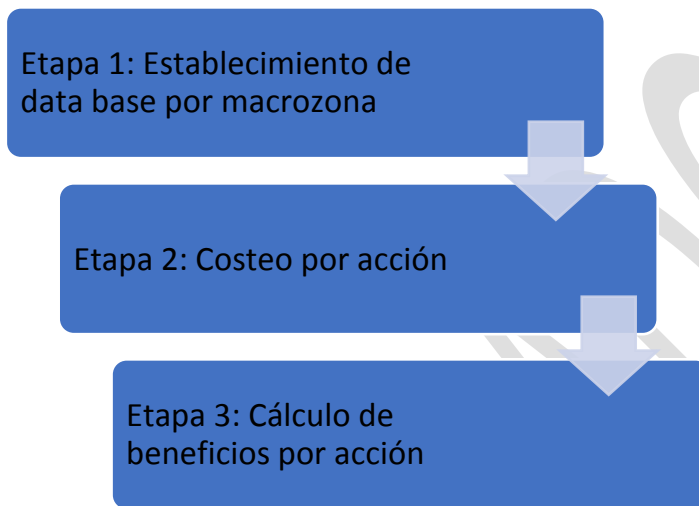 Etapa 1: Establecimiento de
data base por macrozona
Etapa 2: Costeo por acción
Etapa 3: Cálculo de
beneficios por acción